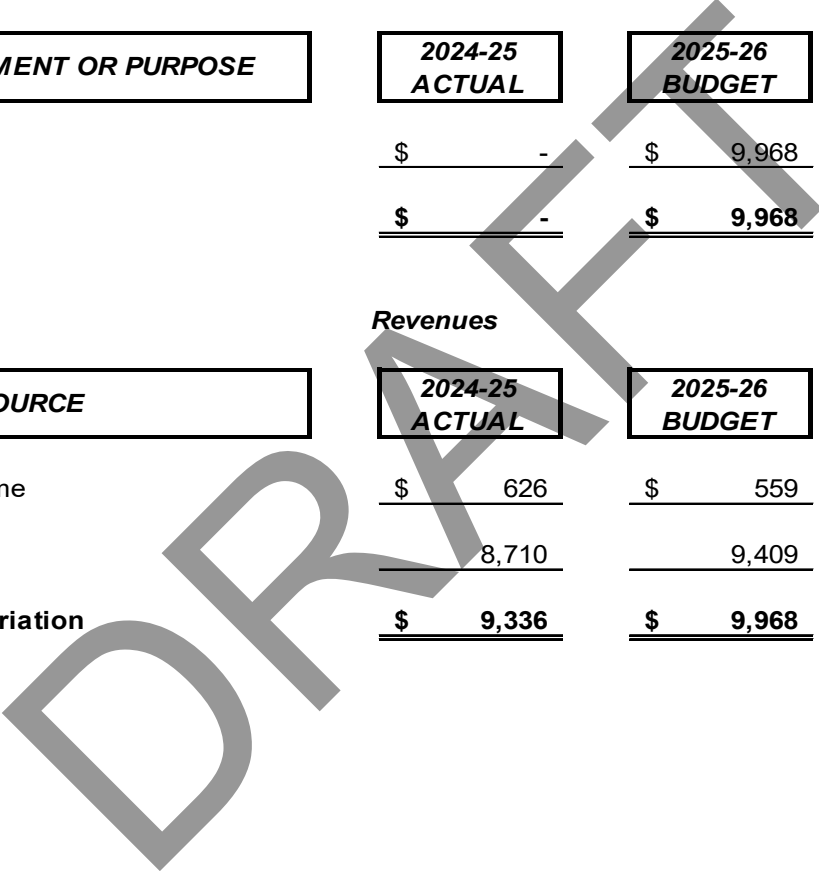 MENT OR PURPOSE 2024-25 ACTUAL 2025-26 BUDGET
$ - $ 9,968
$ - $ 9,968
Revenues
OURCE 2024-25 ACTUAL 2025-26 BUDGET
me $ 626 $ 559
8,710 9,409
riation $ 9,336 $ 9,968
DRAFT